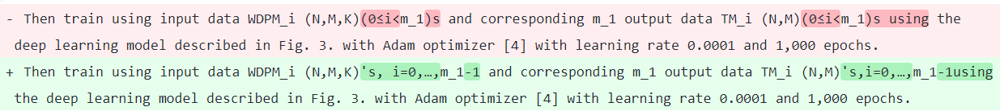 - Then train using input data WDPM_i (N,M,K)(0≤i<m_1)s and corresponding m_1 output data TM_i (N,M)(0≤i<m_1)s using the
deep learning model described in Fig. 3. with Adam optimizer [4] with learning rate 0.0001 and 1,000 epochs.
+ Then train using input data WDPM_i (N,M,K)'s, i=0,…,m_1-1 and corresponding m_1 output data TM_i (N,M)'s,i=0,…,m_1-1using
the deep learning model described in Fig. 3. with Adam optimizer [4] with learning rate 0.0001 and 1,000 epochs.